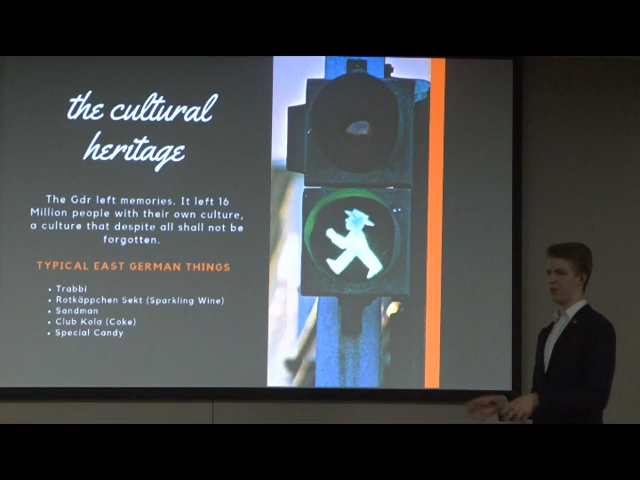 the cultural
heritage
The Gdr left memories. It left 16
Million people with their own culture,
a culture that despite all shall not be
forgotten.
TYPICAL EAST GERMAN THINGS
• Trabbi
• Rotkäppchen Sekt (Sparkling Wine)
• Sandman
• Club Kola (Coke)
• Special Candy